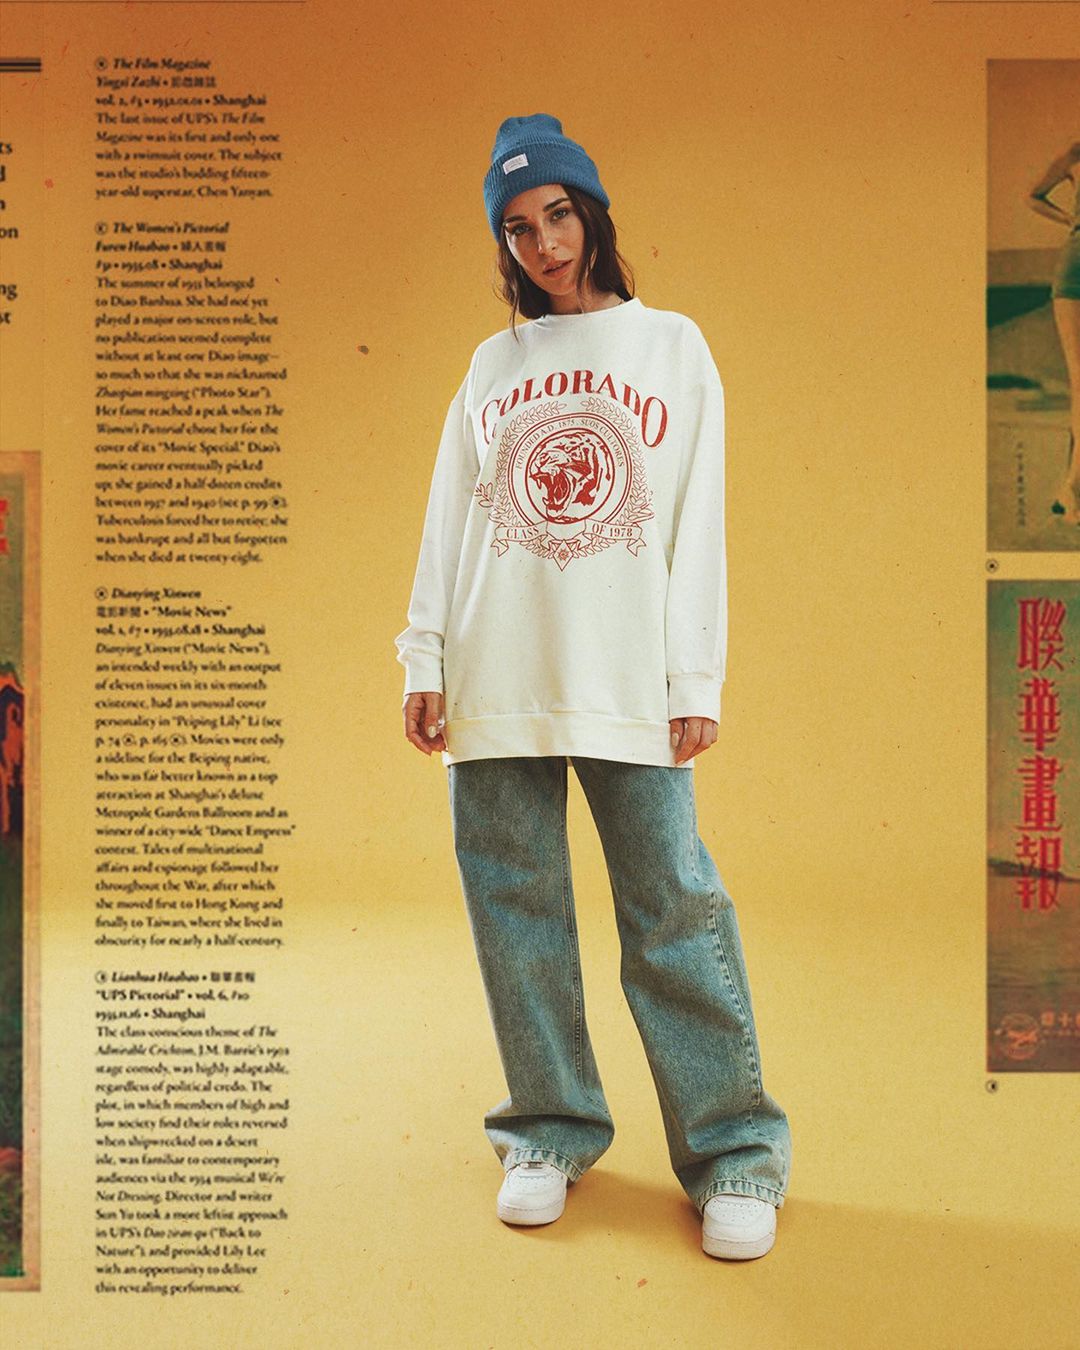 ts
on
ng
st
The Film Magazine
Yingxi Zazhi •
vol. 2, #3 • 1932.01.01 • Shanghai
The last issue of UPS's The Film
Magazine was its first and only one
with a swimsuit cover. The subject
was the studio's budding fifteen-
year-old superstar, Chen Yanyan.
The Women's Pictorial
Furen Huabao • 婦人畫報
#32 • 1935.08 • Shanghai
The summer of 1935 belonged
to Diao Banhua. She had not yet
played a major on-screen role, but
no publication seemed complete
without at least one Diao image—
so much so that she was nicknamed
Zhaopian mingxing ("Photo Star").
Her fame reached a peak when The
Women's Pictorial chose her for the
cover of its "Movie Special." Diao's
movie career eventually picked
up; she gained a half-dozen credits
between 1937 and 1940 (see p. 99).
Tuberculosis forced her to retire; she
was bankrupt and all but forgotten
when she died at twenty-eight.
Dianying Xinwen
電影新聞 • "Movie News"
vol. 1, #7 • 1935.08.18 • Shanghai
Dianying Xinwen ("Movie News"),
an intended weekly with an output
of eleven issues in its six-month
existence, had an unusual cover
personality in "Peiping Lily" Li (see
p. 74, p. 165). Movies were only
a sideline for the Beiping native,
who was far better known as a top
attraction at Shanghai's deluxe
Metropole Gardens Ballroom and as
winner of a city-wide "Dance Empress"
contest. Tales of multinational
affairs and espionage followed her
throughout the War, after which
she moved first to Hong Kong and
finally to Taiwan, where she lived in
obscurity for nearly a half-century.
Lianhua Huabao • 聯華畫報
"UPS Pictorial" • vol. 6, #10
1935.11.16 • Shanghai
The class-conscious theme of The
Admirable Crichton, J.M. Barrie's 1902
stage comedy, was highly adaptable,
regardless of political credo. The
plot, in which members of high and
low society find their roles reversed
when shipwrecked on a desert
isle, was familiar to contemporary
audiences via the 1934 musical We're
Not Dressing. Director and writer
Sun Yu took a more leftist approach
in UPS's Dao ziran qu ("Back to
Nature"), and provided Lily Lee
with an opportunity to deliver
this revealing performance.
COLORADO
FOUNDED A.D. 1875 . SUOS CULTORES
CLASS OF 1978
聯華畫報